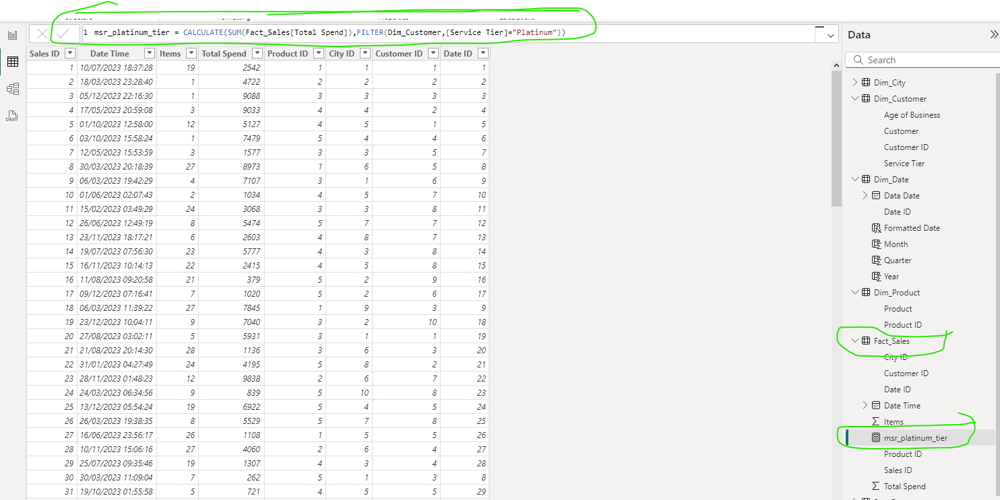 1 msr_platinum_tier = CALCULATE(SUM(Fact_Sales[Total Spend]),FILTER(Dim_Customer,[Service Tier]="Platinum"))
Sales ID Date Time Items Total Spend Product ID City ID Customer ID Date ID
1 10/07/2023 18:37:28 19 2542 1 1 1 1
2 18/03/2023 23:28:40 1 4722 2 2 2 2
3 05/12/2023 22:16:30 1 9088 3 3 3 3
4 17/05/2023 20:59:08 3 9033 4 4 2 4
5 01/10/2023 12:58:00 12 5127 4 5 1 5
6 03/10/2023 15:58:24 1 7479 5 4 4 6
7 12/05/2023 15:53:59 3 1577 3 3 5 7
8 30/03/2023 20:18:39 27 8973 1 6 5 8
9 06/03/2023 19:42:29 4 7107 3 1 6 9
10 01/06/2023 02:07:43 2 1034 4 5 7 10
11 15/02/2023 03:49:29 24 3068 3 3 8 11
12 26/06/2023 12:49:19 8 5474 5 7 7 12
13 23/11/2023 18:17:21 6 2603 4 8 7 13
14 19/07/2023 07:56:30 23 5777 4 3 8 14
15 16/11/2023 10:14:13 22 2415 4 5 8 15
16 11/08/2023 09:20:58 21 379 5 2 9 16
17 09/12/2023 07:16:41 7 1020 5 2 6 17
18 06/03/2023 11:39:22 27 7845 1 9 3 9
19 23/12/2023 10:04:11 9 7040 3 2 10 18
20 27/08/2023 03:02:11 5 5931 3 1 1 19
21 21/08/2023 20:14:30 28 1136 3 6 3 20
22 31/01/2023 04:27:49 24 4195 5 8 2 21
23 28/11/2023 01:48:23 12 9838 2 6 7 22
24 24/03/2023 06:34:56 9 839 5 10 8 23
25 13/12/2023 05:54:24 19 6922 5 4 5 24
26 26/03/2023 19:38:35 8 5529 5 7 8 25
27 16/06/2023 23:56:17 26 1108 1 5 5 26
28 10/11/2023 15:06:16 27 4060 2 6 4 27
29 25/07/2023 09:35:46 19 1307 4 3 4 28
30 30/03/2023 11:09:04 7 262 5 1 3 8
31 19/10/2023 01:55:58 5 721 4 5 5 29
Data
Search
Dim_City
Dim_Customer
Age of Business
Customer
Customer ID
Service Tier
Dim_Date
Data Date
Date ID
Formatted Date
Month
Quarter
Year
Dim_Product
Product
Product ID
Fact_Sales
City ID
Customer ID
Date ID
Date Time
Items
msr_platinum_tier
Product ID
Sales ID
Total Spend
DAX